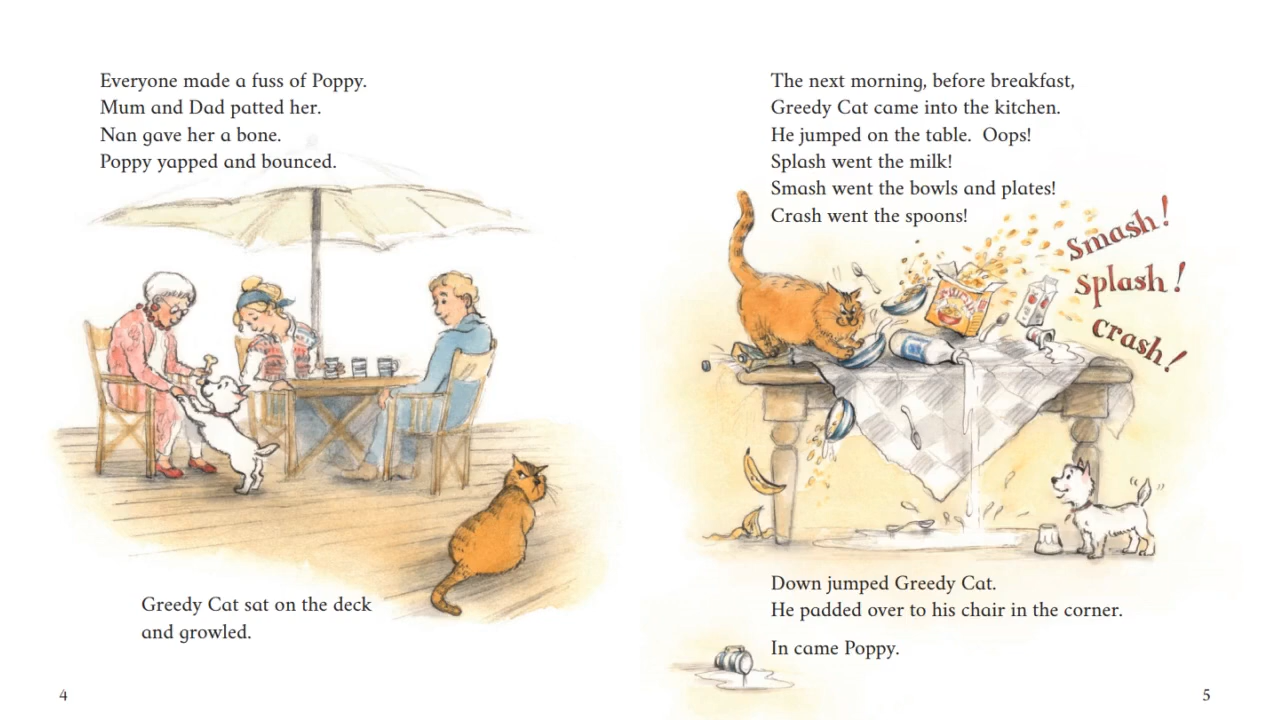 Everyone made a fuss of Poppy.
Mum and Dad patted her.
Nan gave her a bone.
Poppy yapped and bounced.
Greedy Cat sat on the deck
and growled.
4
The next morning, before breakfast,
Greedy Cat came into the kitchen.
He jumped on the table.  Oops!
Splash went the milk!
Smash went the bowls and plates!
Crash went the spoons!
Smash!
Splash!
crash!
Down jumped Greedy Cat.
He padded over to his chair in the corner.
In came Poppy.
5